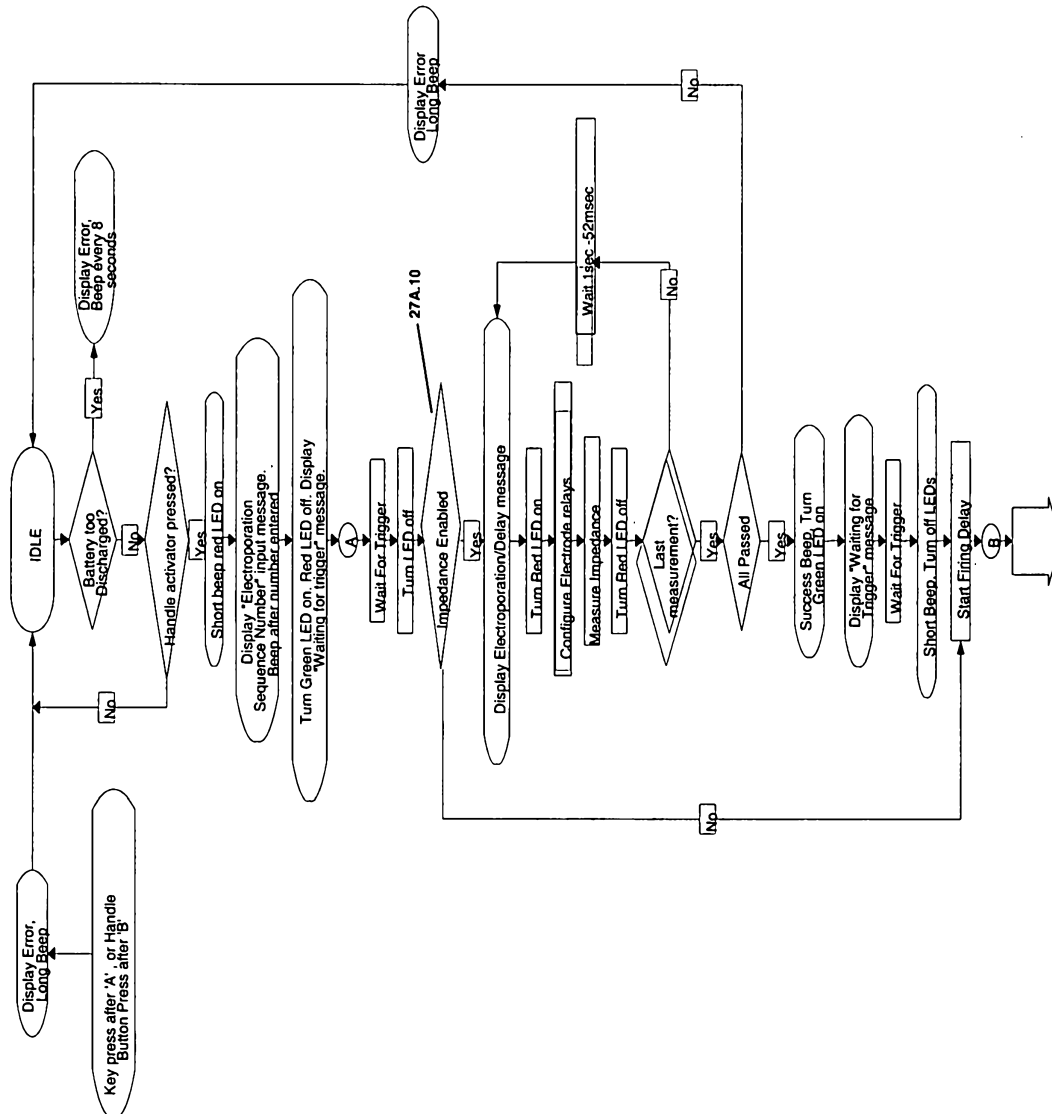 Display Error,
Long Beep
Key press after 'A' , or Handle
Button Press after 'B'
IDLE
Battery too
Discharged?
Yes
Display Error,
Beep every 8
seconds
No
Handle activator pressed?
No
Yes
Short beep red LED on
Display "Electroporation
Sequence Number" input message.
Beep after number entered
Turn Green LED on. Red LED off. Display
"Waiting for trigger" message.
A
Wait For Trigger
Turn LED off
Impedance Enabled
27A.10
Yes
No
Display Electroporation/Delay message
Turn Red LED on
Configure Electrode relays
Measure Impedance
Turn Red LED off
Last
measurement?
No
Wait 1sec -52msec
Yes
All Passed
No
Display Error
Long Beep
Yes
Success Beep, Turn
Green LED on
Display "Waiting for
Trigger" message
Wait For Trigger
Short Beep. Turn off LEDs
Start Firing Delay
B